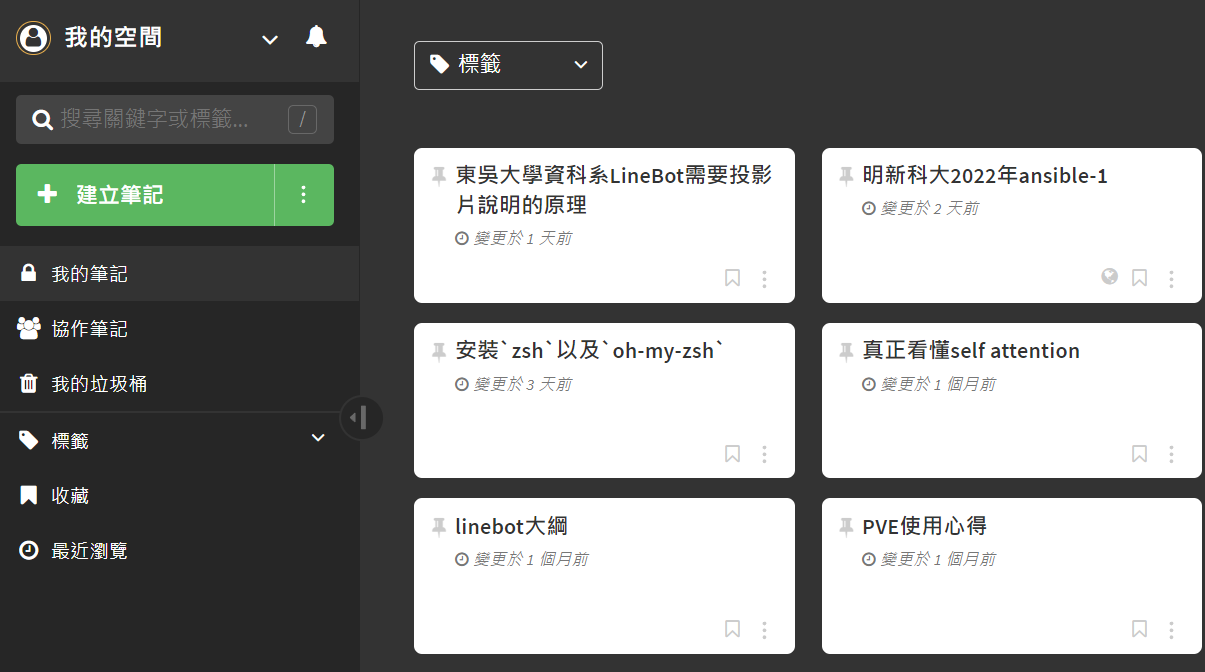 我的空間
搜尋關鍵字或標籤...
/
建立筆記
我的筆記
協作筆記
我的垃圾桶
標籤
收藏
最近瀏覽
標籤
東吳大學資科系LineBot需要投影
片說明的原理
變更於 1 天前
明新科大2022年ansible-1
變更於 2 天前
安裝`zsh`以及`oh-my-zsh`
變更於 3 天前
真正看懂self attention
變更於 1 個月前
linebot大綱
變更於 1 個月前
PVE使用心得
變更於 1 個月前